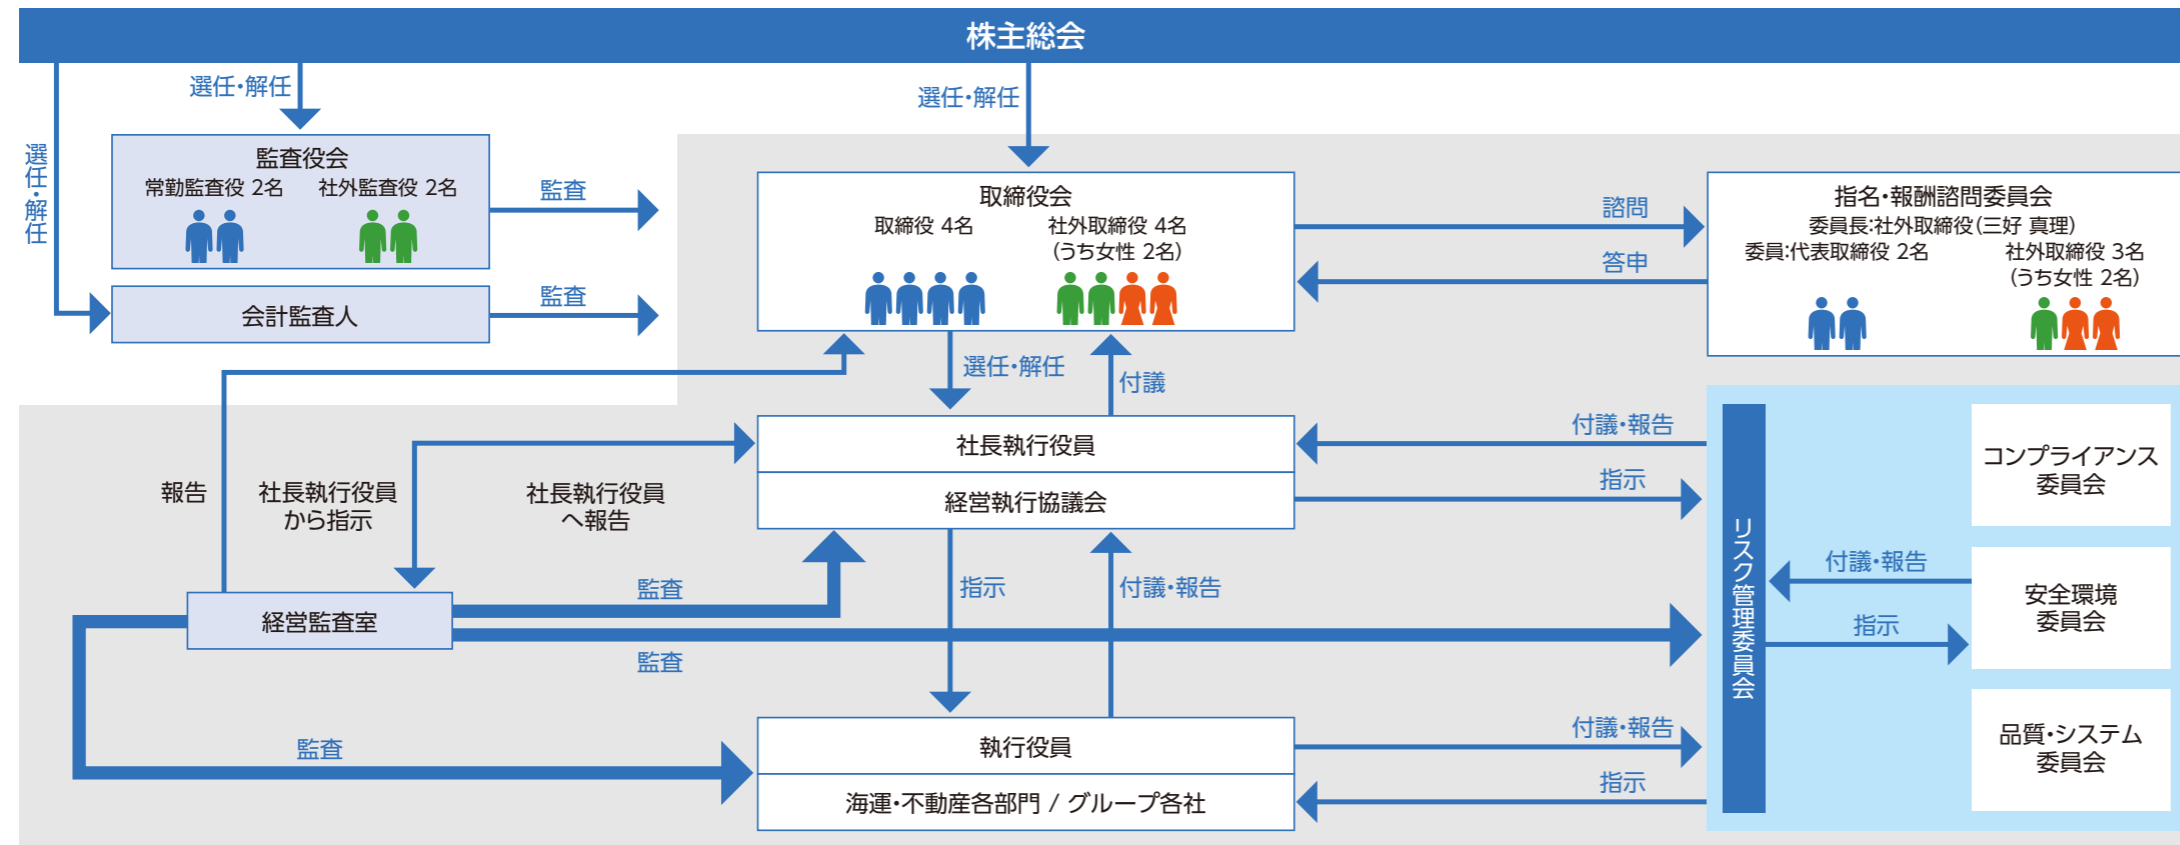 株主総会
選任・解任
選任・解任
選任・解任
監査役会
常勤監査役 2名
社外監査役 2名
監査
会計監査人
監査
取締役会
取締役 4名
社外取締役 4名
(うち女性 2名)
諮問
答申
指名・報酬諮問委員会
委員長:社外取締役(三好 真理)
委員:代表取締役 2名
社外取締役 3名
(うち女性 2名)
選任・解任
付議
社長執行役員
経営執行協議会
付議・報告
指示
報告
社長執行役員
から指示
社長執行役員
へ報告
経営監査室
監査
監査
監査
指示
付議・報告
執行役員
海運・不動産各部門 / グループ各社
付議・報告
指示
リスク管理委員会
付議・報告
指示
コンプライアンス
委員会
安全環境
委員会
品質・システム
委員会